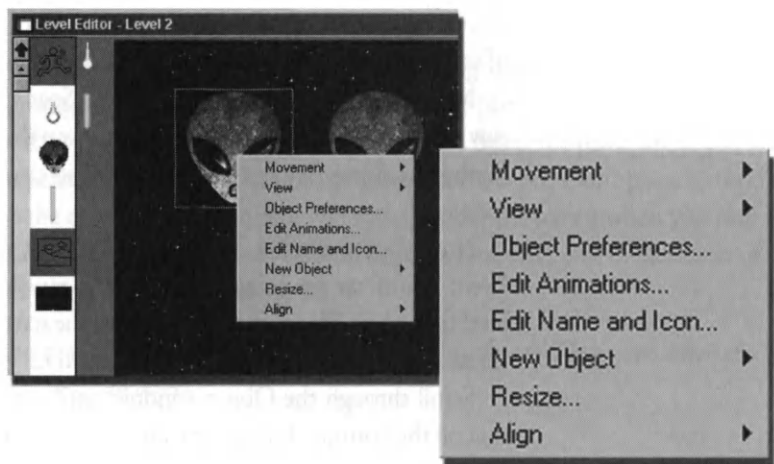 Level Editor - Level 2
Movement
View
Object Preferences...
Edit Animations...
Edit Name and Icon...
New Object
Resize...
Align
Movement
View
Object Preferences...
Edit Animations...
Edit Name and Icon...
New Object
Resize...
Align